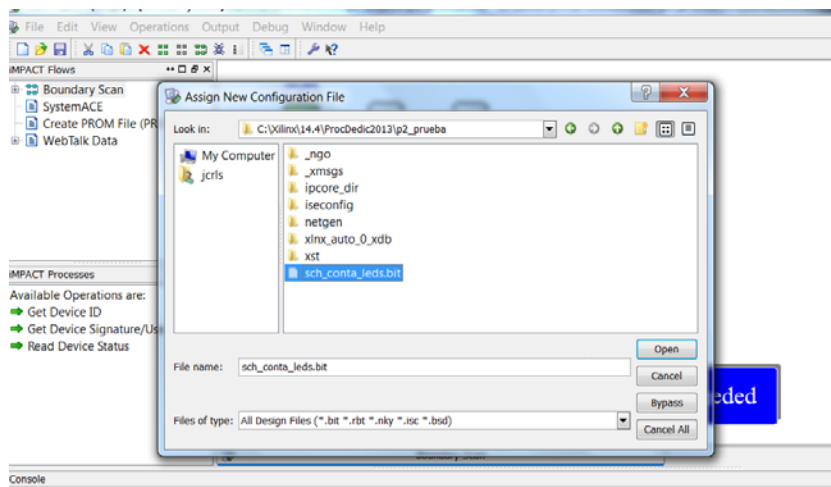 File Edit View Operations Output Debug Window Help
iMPACT Flows
Boundary Scan
SystemACE
Create PROM File (PR
WebTalk Data
Assign New Configuration File
Look in: C:\Xilinx\14.4\ProcDedic2013\p2_prueba
My Computer
jcrls
_ngo
_xmsgs
ipcore_dir
iseconfig
netgen
xlnx_auto_0_xdb
xst
sch_conta_leds.bit
iMPACT Processes
Available Operations are:
Get Device ID
Get Device Signature/Us
Read Device Status
File name: sch_conta_leds.bit
Files of type: All Design Files (*.bit *.rbt *.nky *.isc *.bsd)
Open
Cancel
Bypass
Cancel All
eded
Console